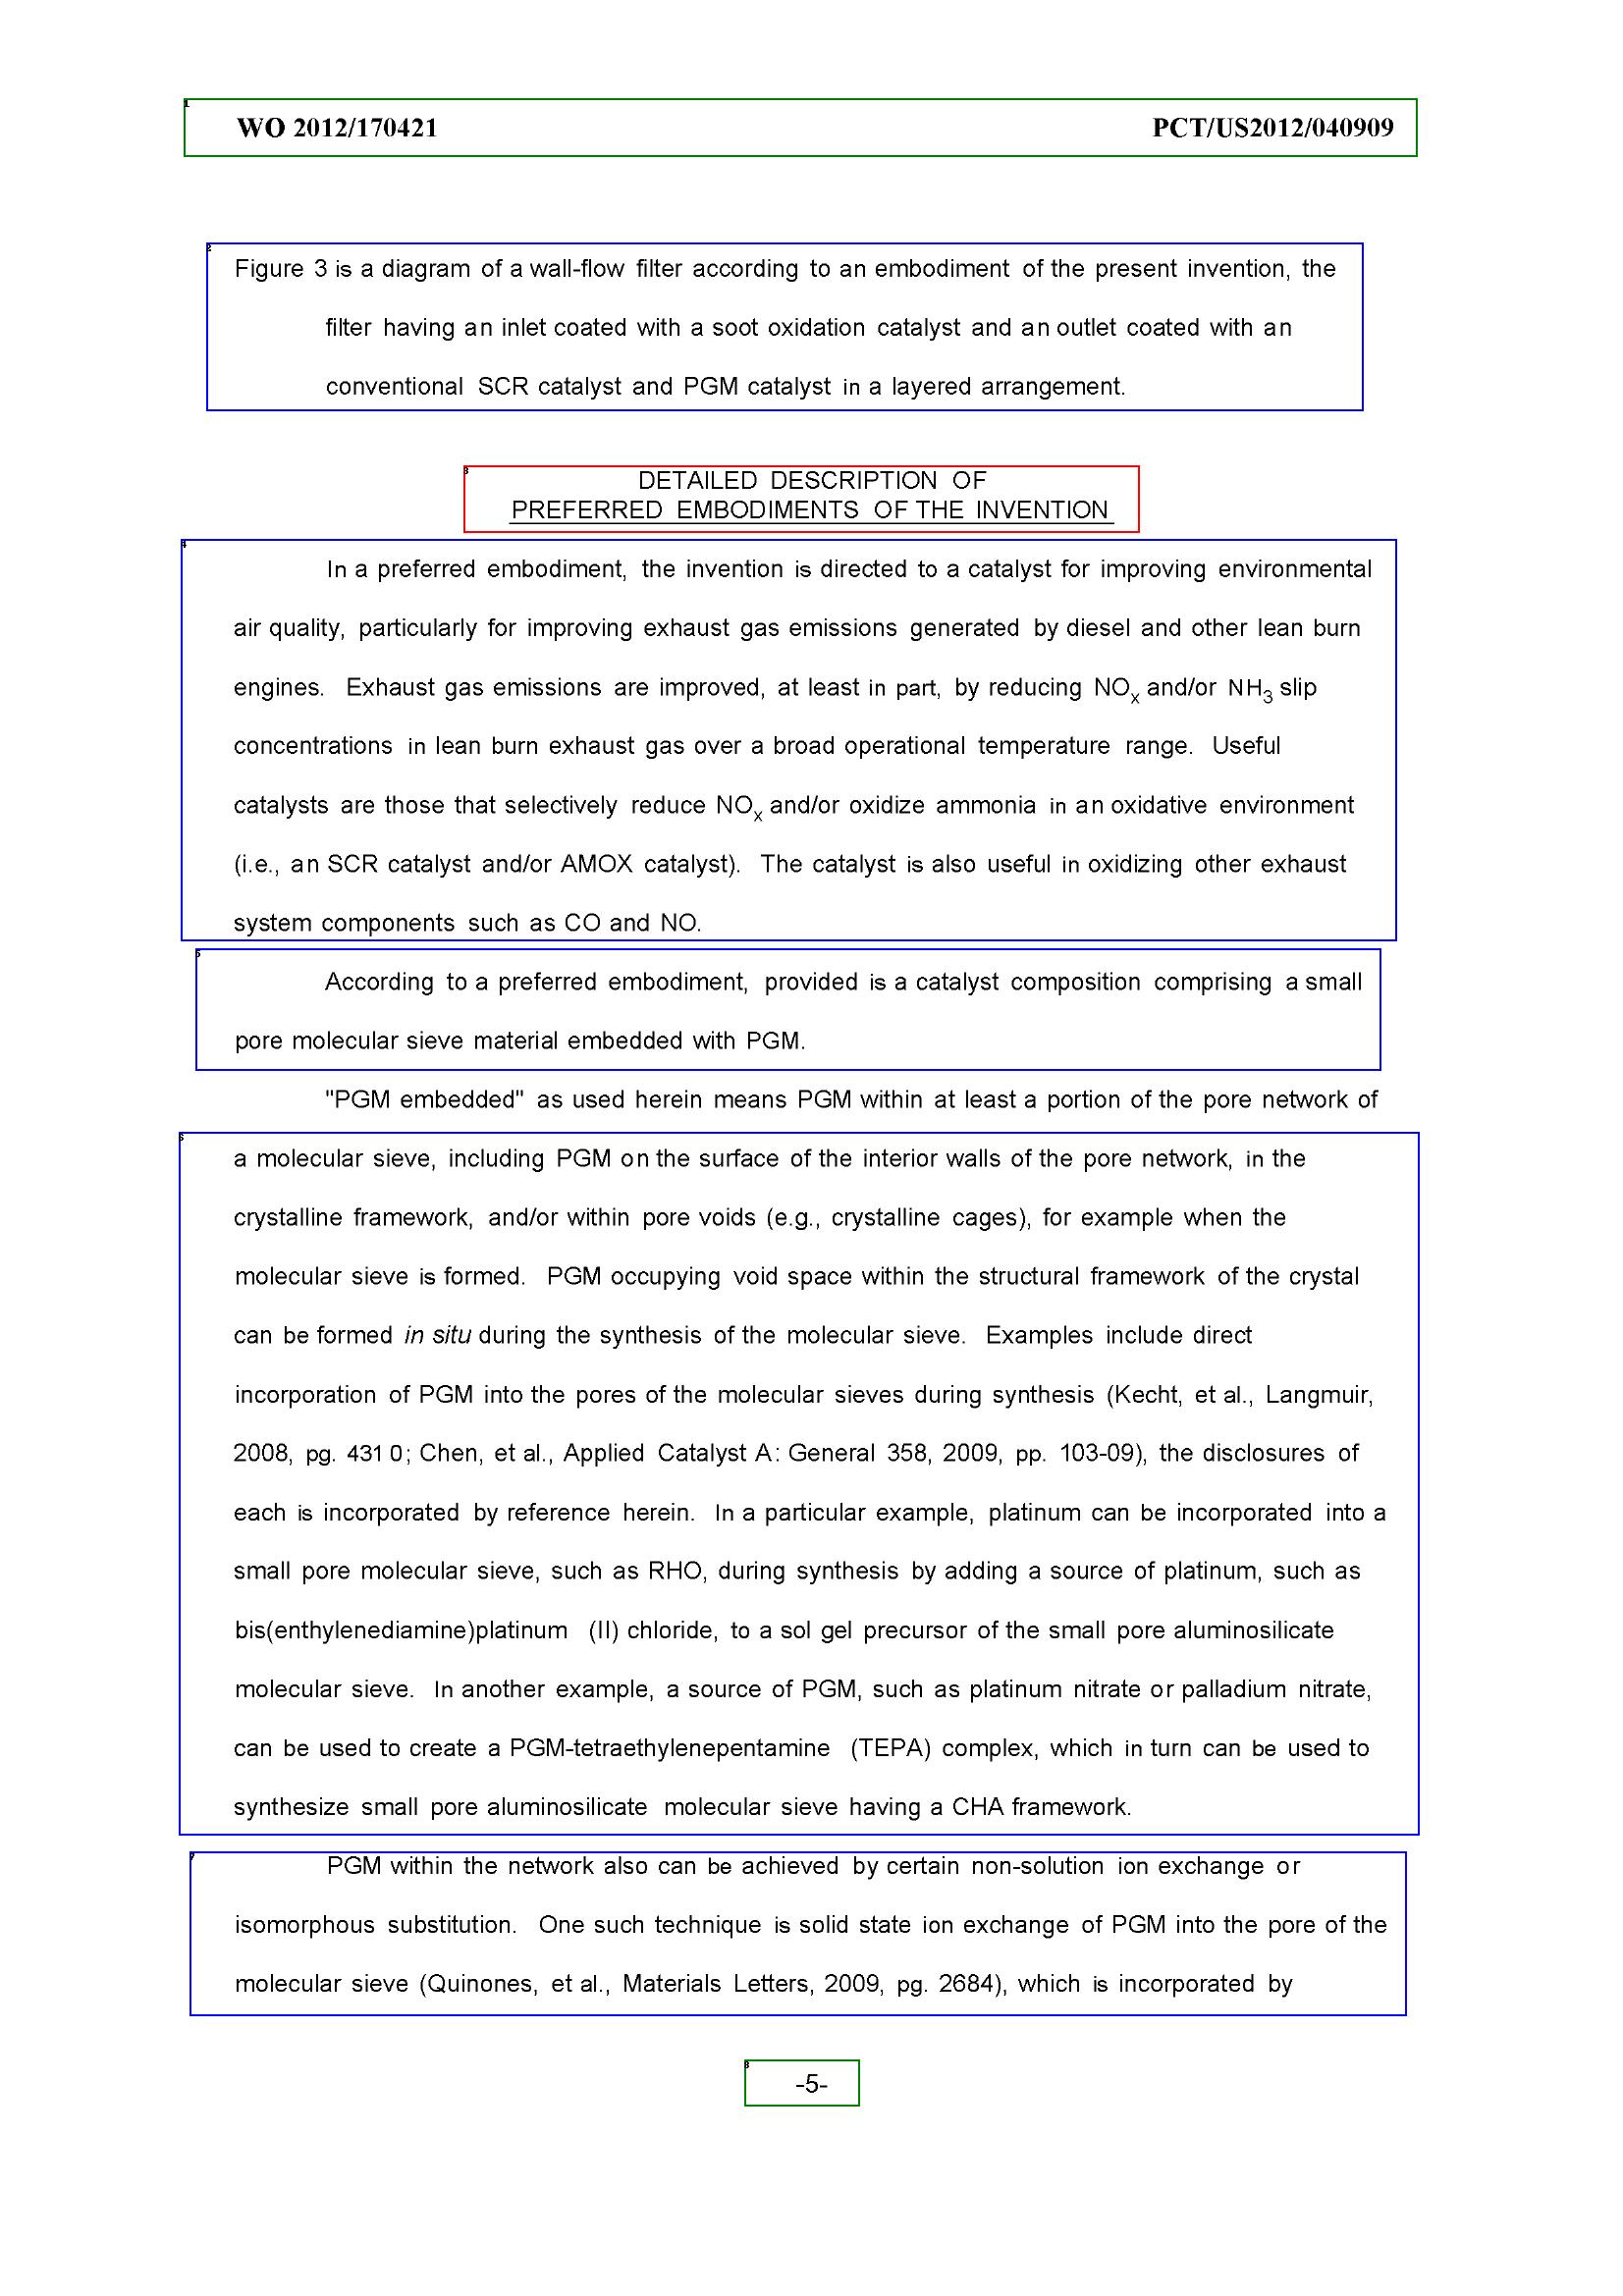 WO 2012/170421 PCT/US2012/040909
Figure 3 is a diagram of a wall-flow filter according to an embodiment of the present invention, the
filter having an inlet coated with a soot oxidation catalyst and an outlet coated with an
conventional SCR catalyst and PGM catalyst in a layered arrangement.
DETAILED DESCRIPTION OF
PREFERRED EMBODIMENTS OF THE INVENTION
In a preferred embodiment, the invention is directed to a catalyst for improving environmental
air quality, particularly for improving exhaust gas emissions generated by diesel and other lean burn
engines. Exhaust gas emissions are improved, at least in part, by reducing NOx and/or NH3 slip
concentrations in lean burn exhaust gas over a broad operational temperature range. Useful
catalysts are those that selectively reduce NOx and/or oxidize ammonia in an oxidative environment
(i.e., an SCR catalyst and/or AMOX catalyst). The catalyst is also useful in oxidizing other exhaust
system components such as CO and NO.
According to a preferred embodiment, provided is a catalyst composition comprising a small
pore molecular sieve material embedded with PGM.
"PGM embedded" as used herein means PGM within at least a portion of the pore network of
a molecular sieve, including PGM on the surface of the interior walls of the pore network, in the
crystalline framework, and/or within pore voids (e.g., crystalline cages), for example when the
molecular sieve is formed. PGM occupying void space within the structural framework of the crystal
can be formed in situ during the synthesis of the molecular sieve. Examples include direct
incorporation of PGM into the pores of the molecular sieves during synthesis (Kecht, et al., Langmuir,
2008, pg. 431 0; Chen, et al., Applied Catalyst A: General 358, 2009, pp. 103-09), the disclosures of
each is incorporated by reference herein. In a particular example, platinum can be incorporated into a
small pore molecular sieve, such as RHO, during synthesis by adding a source of platinum, such as
bis(enthylenediamine)platinum (II) chloride, to a sol gel precursor of the small pore aluminosilicate
molecular sieve. In another example, a source of PGM, such as platinum nitrate or palladium nitrate,
can be used to create a PGM-tetraethylenepentamine (TEPA) complex, which in turn can be used to
synthesize small pore aluminosilicate molecular sieve having a CHA framework.
PGM within the network also can be achieved by certain non-solution ion exchange or
isomorphous substitution. One such technique is solid state ion exchange of PGM into the pore of the
molecular sieve (Quinones, et al., Materials Letters, 2009, pg. 2684), which is incorporated by
-5-